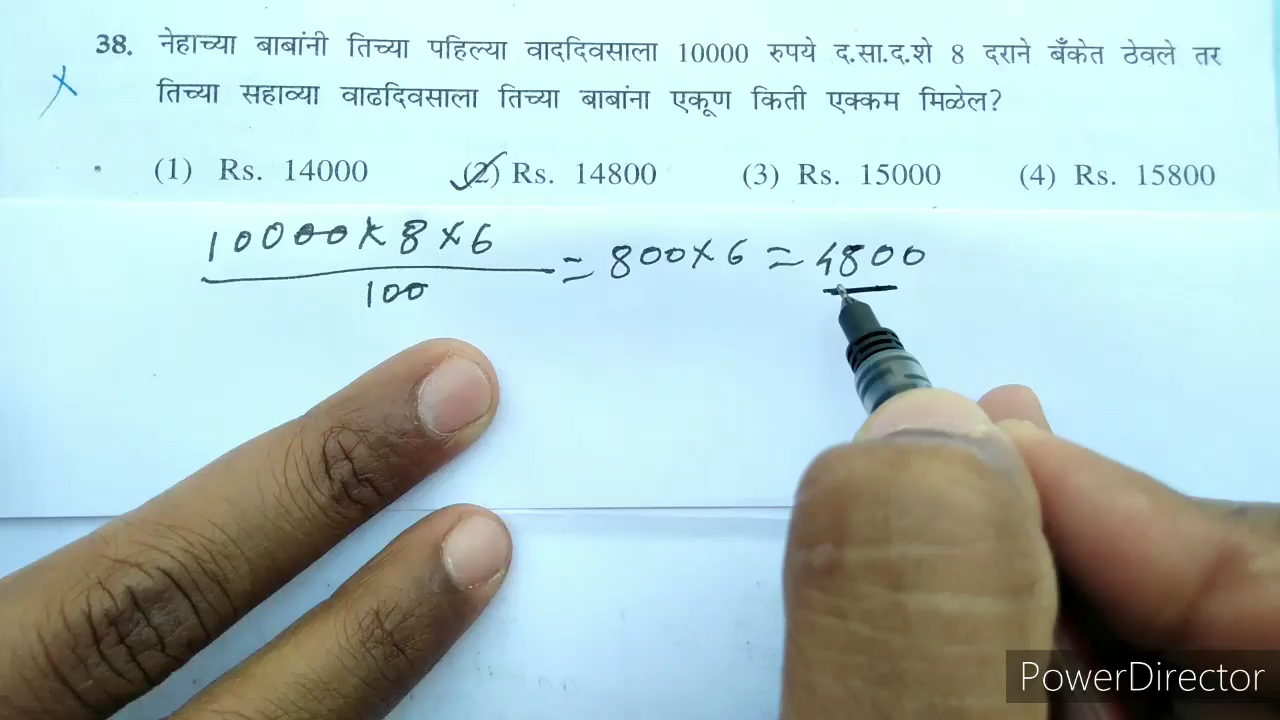 38. नेहाच्या बाबांनी तिच्या पहिल्या वाददिवसाला 10000 रुपये द.सा.द.शे 8 दराने बँकेत ठेवले तर
तिच्या सहाव्या वाढदिवसाला तिच्या बाबांना एकूण किती एक्कम मिळेल?
(1) Rs. 14000 (2) Rs. 14800 (3) Rs. 15000 (4) Rs. 15800
10000 × 8 × 6 / 100 = 800 × 6 = 4800
PowerDirector